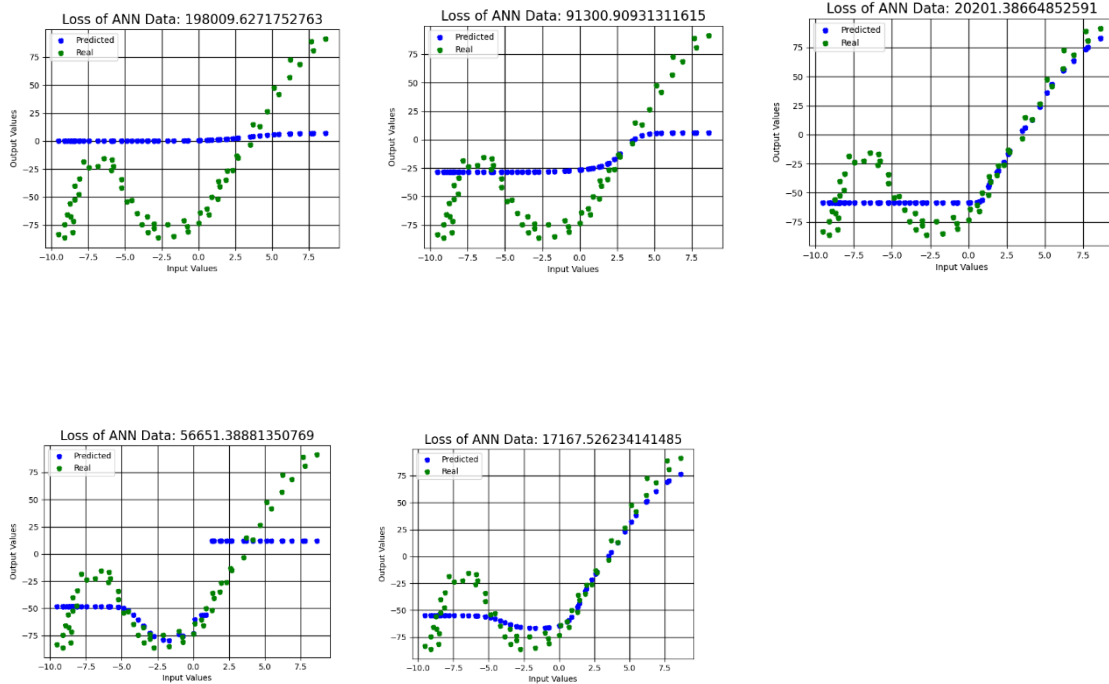 Loss of ANN Data: 198009.6271752763
Predicted
Real
Output Values
75
50
25
0
−25
−50
−75
−10.0 −7.5 −5.0 −2.5 0.0 2.5 5.0 7.5
Input Values
Loss of ANN Data: 91300.90931311615
Predicted
Real
Output Values
75
50
25
0
−25
−50
−75
−10.0 −7.5 −5.0 −2.5 0.0 2.5 5.0 7.5
Input Values
Loss of ANN Data: 20201.38664852591
Predicted
Real
Output Values
75
50
25
0
−25
−50
−75
−10.0 −7.5 −5.0 −2.5 0.0 2.5 5.0 7.5
Input Values
Loss of ANN Data: 56651.38881350769
Predicted
Real
Output Values
75
50
25
0
−25
−50
−75
−10.0 −7.5 −5.0 −2.5 0.0 2.5 5.0 7.5
Input Values
Loss of ANN Data: 17167.526234141485
Predicted
Real
Output Values
75
50
25
0
−25
−50
−75
−10.0 −7.5 −5.0 −2.5 0.0 2.5 5.0 7.5
Input Values